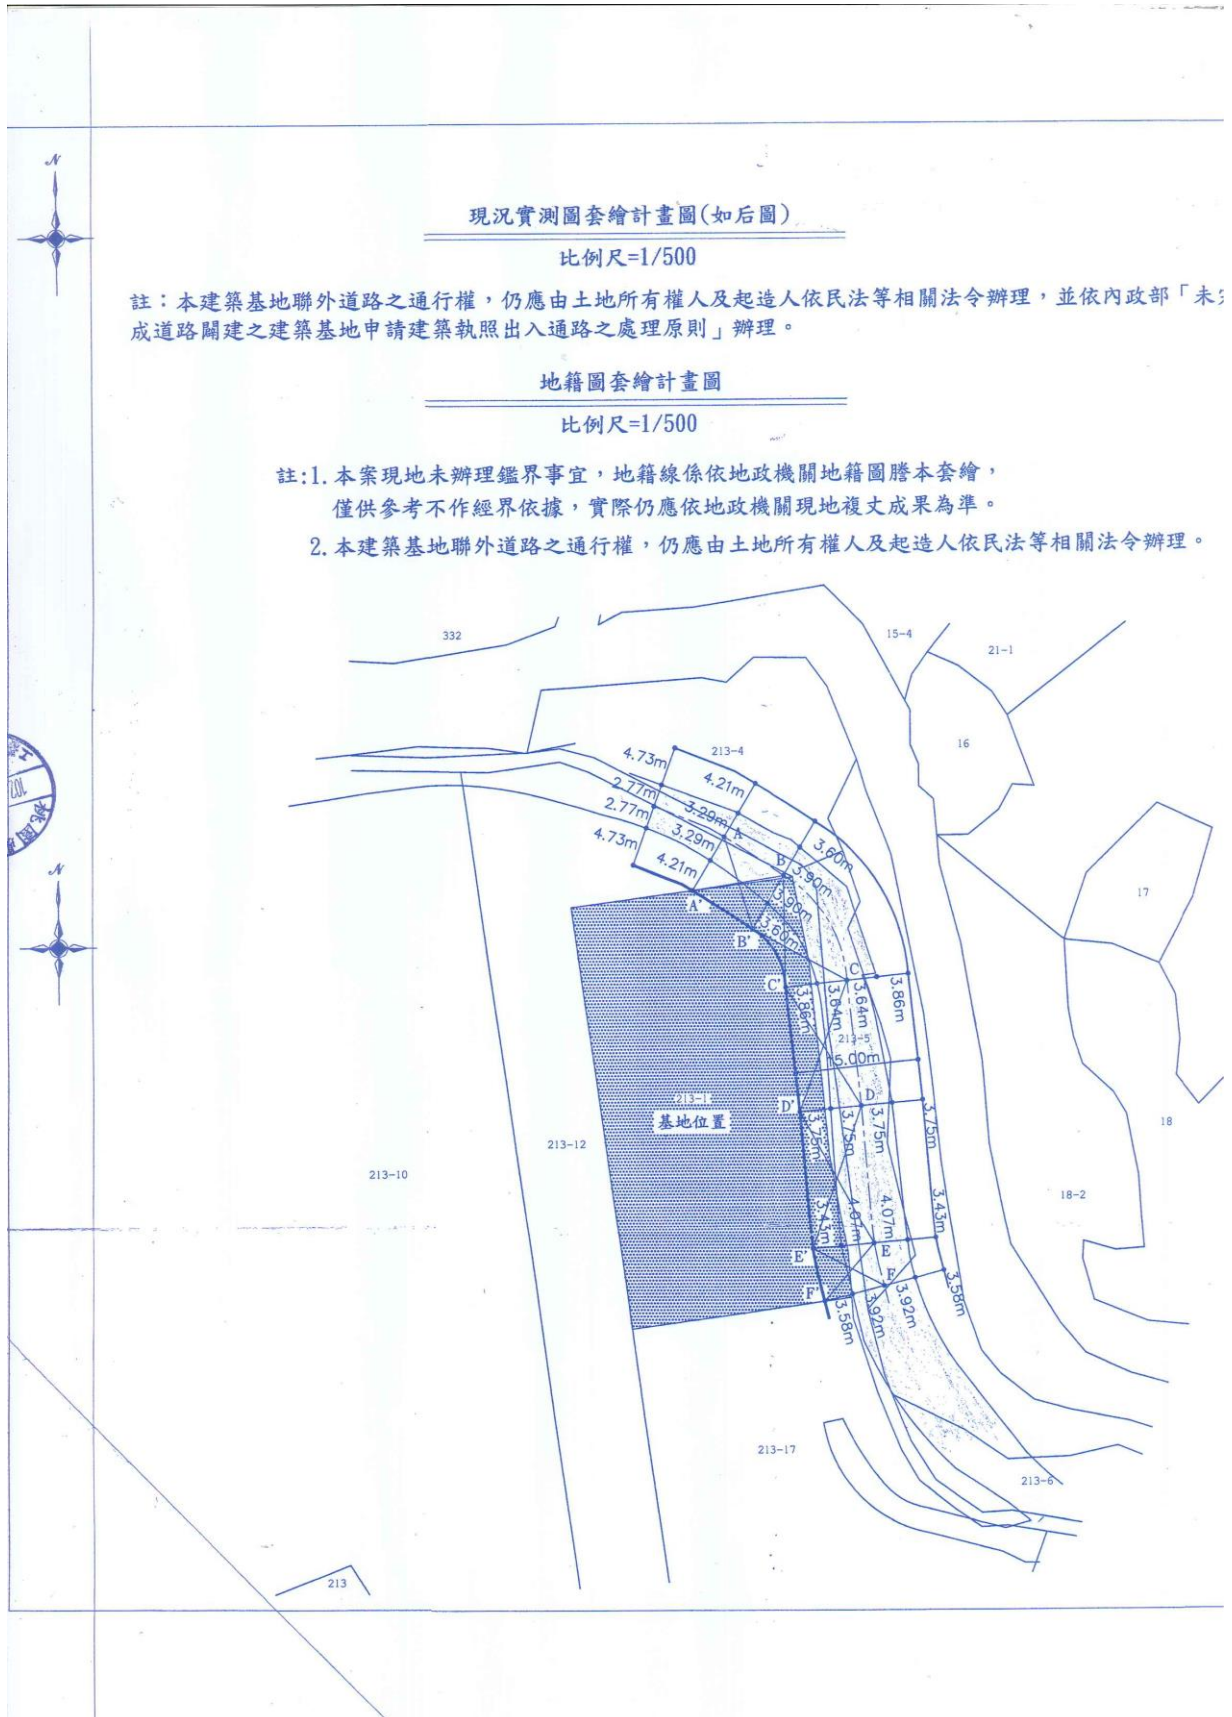 N
現況實測圖套繪計畫圖(如后圖)
比例尺=1/500
註：本建築基地聯外道路之通行權，仍應由土地所有權人及起造人依民法等相關法令辦理，並依內政部「未完
成道路闢建之建築基地申請建築執照出入通路之處理原則」辦理。
地籍圖套繪計畫圖
比例尺=1/500
註:1.本案現地未辦理鑑界事宜，地籍線係依地政機關地籍圖謄本套繪，
僅供參考不作經界依據，實際仍應依地政機關現地複丈成果為準。
2.本建築基地聯外道路之通行權，仍應由土地所有權人及起造人依民法等相關法令辦理。
332
15-4
21-1
16
213-4
4.73m
4.21m
2.77m
3.29m
A
2.77m
3.29m
4.73m
4.21m
3.60m
B
3.90m
N
17
A'
3.90m
B'
3.60m
C
C'
3.86m
3.64m
3.64m
3.86m
213-5
15.00m
213-1
基地位置
D'
D
3.75m
3.75m
3.75m
3.75m
18
213-12
213-10
18-2
3.43m
4.07m
4.07m
3.43m
E'
E
F
F'
3.58m
3.92m
3.92m
3.58m
213-17
213-6
213